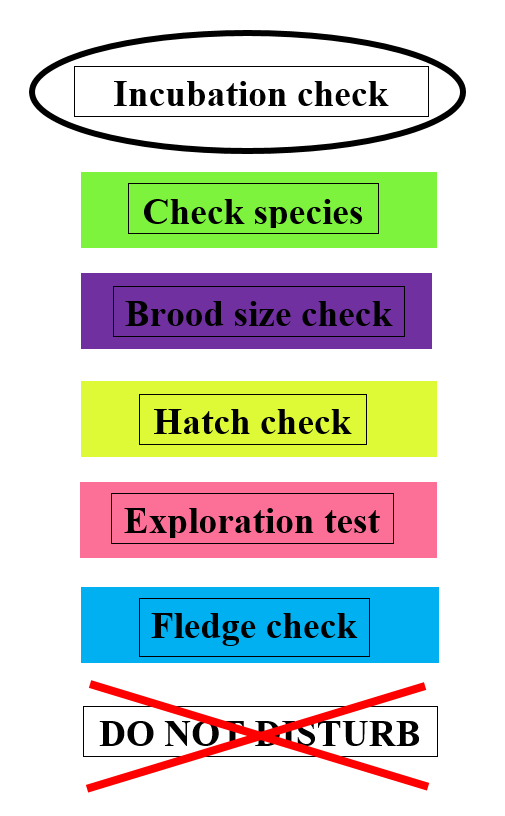 Incubation check
Check species
Brood size check
Hatch check
Exploration test
Fledge check
DO NOT DISTURB